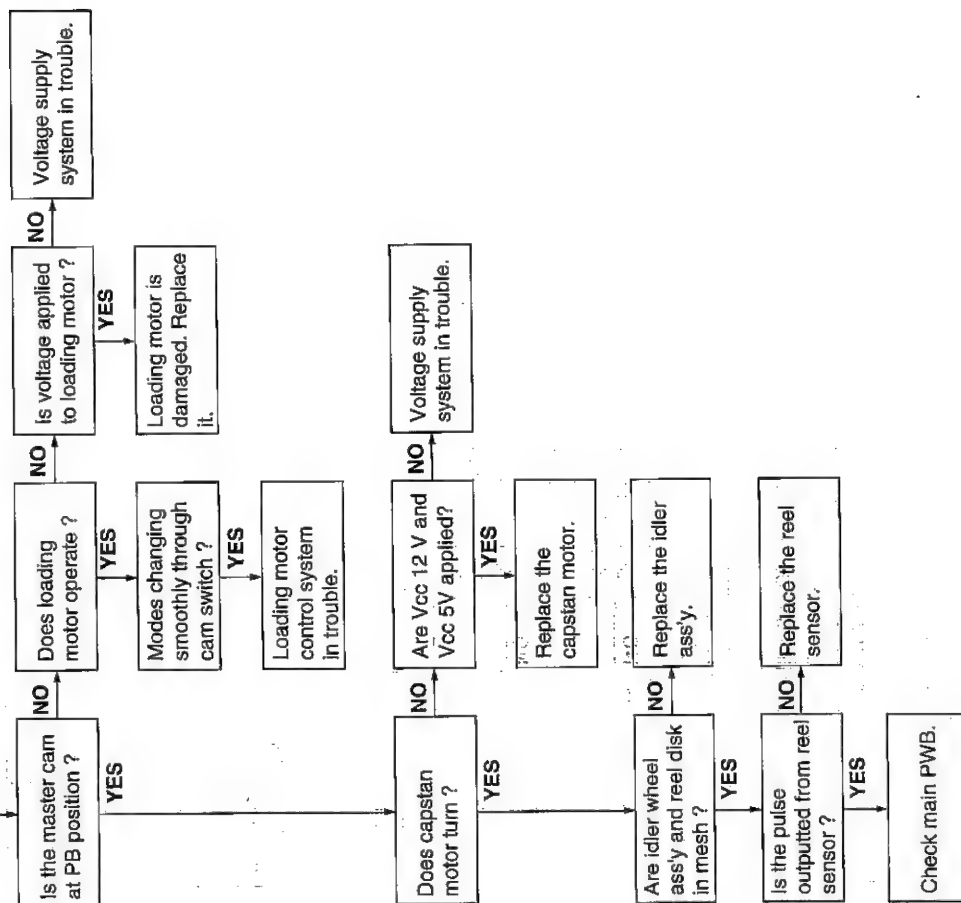 Is the master cam
at PB position ?
NO
Does loading
motor operate ?
NO
Is voltage applied
to loading motor ?
NO
Voltage supply
system in trouble.
YES
YES
YES
Modes changing
smoothly through
cam switch ?
Loading motor is
damaged. Replace
it.
YES
Loading motor
control system
in trouble.
Does capstan
motor turn ?
NO
Are Vcc 12 V and
Vcc 5V applied?
NO
Voltage supply
system in trouble.
YES
YES
Replace the
capstan motor.
Are idler wheel
ass'y and reel disk
in mesh ?
NO
Replace the idler
ass'y.
YES
Is the pulse
outputted from reel
sensor ?
NO
Replace the reel
sensor.
YES
Check main PWB.